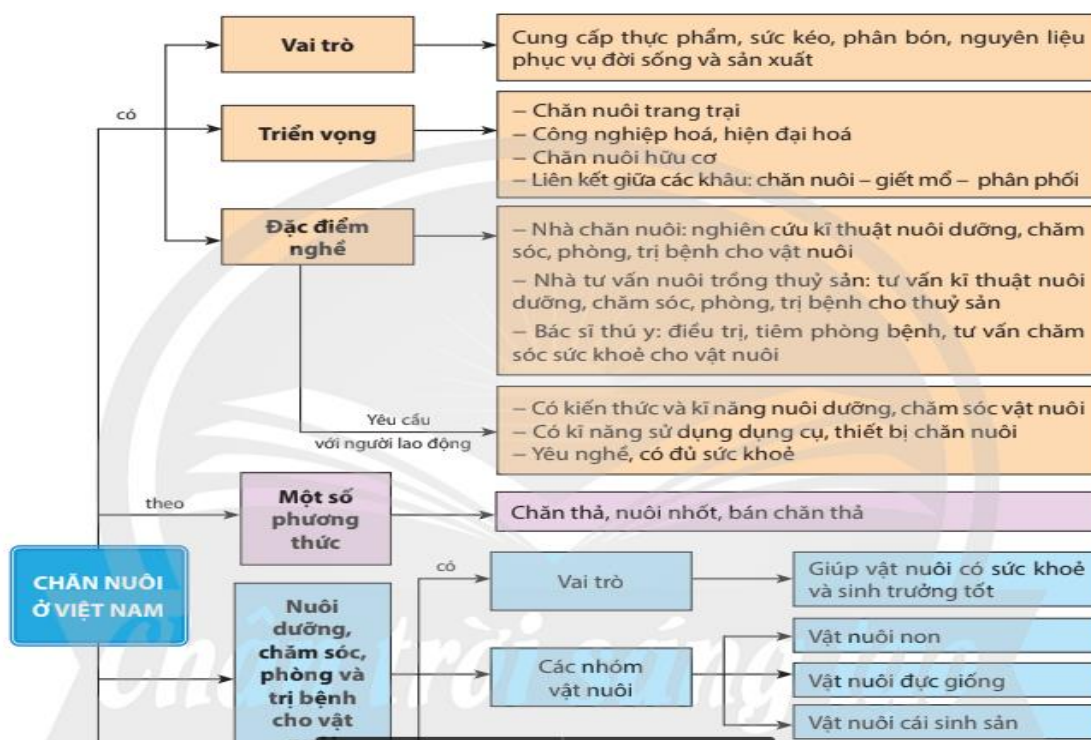 Vai trò
Cung cấp thực phẩm, sức kéo, phân bón, nguyên liệu
phục vụ đời sống và sản xuất
có
Triển vọng
– Chăn nuôi trang trại
– Công nghiệp hoá, hiện đại hoá
– Chăn nuôi hữu cơ
– Liên kết giữa các khâu: chăn nuôi – giết mổ – phân phối
Đặc điểm
nghề
– Nhà chăn nuôi: nghiên cứu kĩ thuật nuôi dưỡng, chăm
sóc, phòng, trị bệnh cho vật nuôi
– Nhà tư vấn nuôi trồng thuỷ sản: tư vấn kĩ thuật nuôi
dưỡng, chăm sóc, phòng, trị bệnh cho thuỷ sản
– Bác sĩ thú y: điều trị, tiêm phòng bệnh, tư vấn chăm
sóc sức khoẻ cho vật nuôi
Yêu cầu
với người lao động
– Có kiến thức và kĩ năng nuôi dưỡng, chăm sóc vật nuôi
– Có kĩ năng sử dụng dụng cụ, thiết bị chăn nuôi
– Yêu nghề, có đủ sức khoẻ
theo
Một số
phương
thức
Chăn thả, nuôi nhốt, bán chăn thả
CHĂN NUÔI
Ở VIỆT NAM
Nuôi
dưỡng,
chăm sóc,
phòng và
trị bệnh
cho vật
có
Vai trò
Giúp vật nuôi có sức khoẻ
và sinh trưởng tốt
Các nhóm
vật nuôi
Vật nuôi non
Vật nuôi đực giống
Vật nuôi cái sinh sản
Chân trời sáng tạo